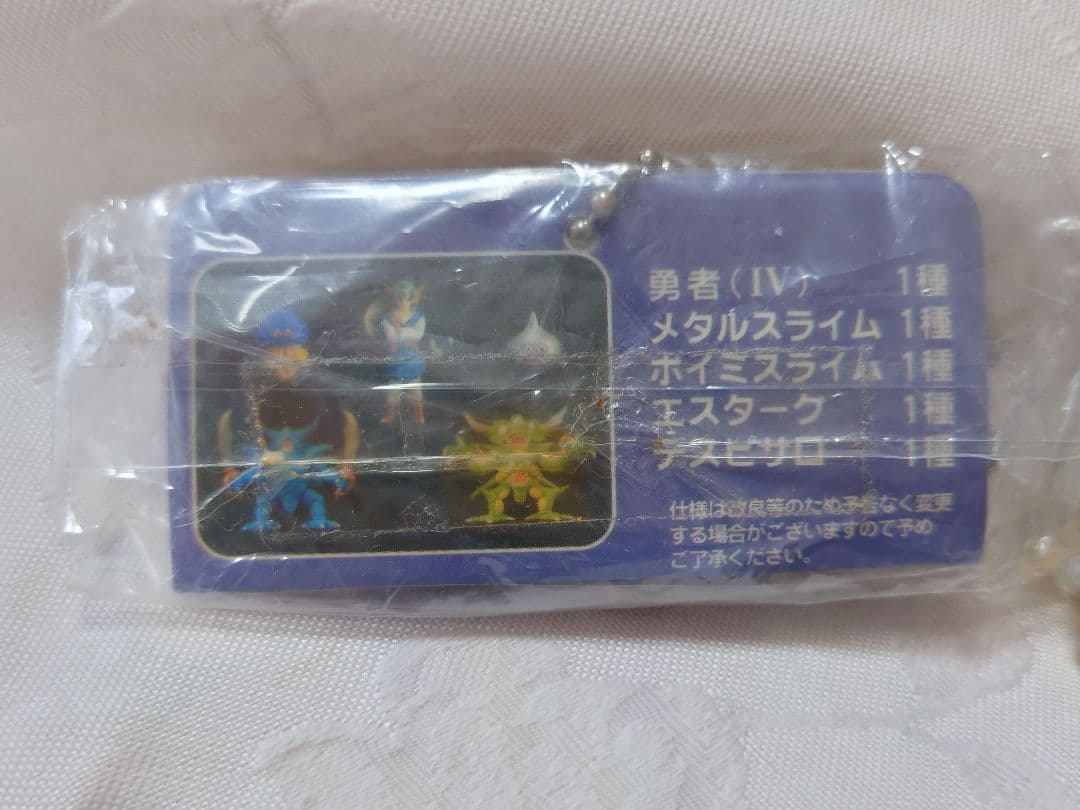 勇者(IV) 1種
メタルスライム 1種
ホイミスライム 1種
エスターク 1種
デスピサロ 1種
仕様は改良等のため予告なく変更
する場合がございますので予め
ご了承ください。